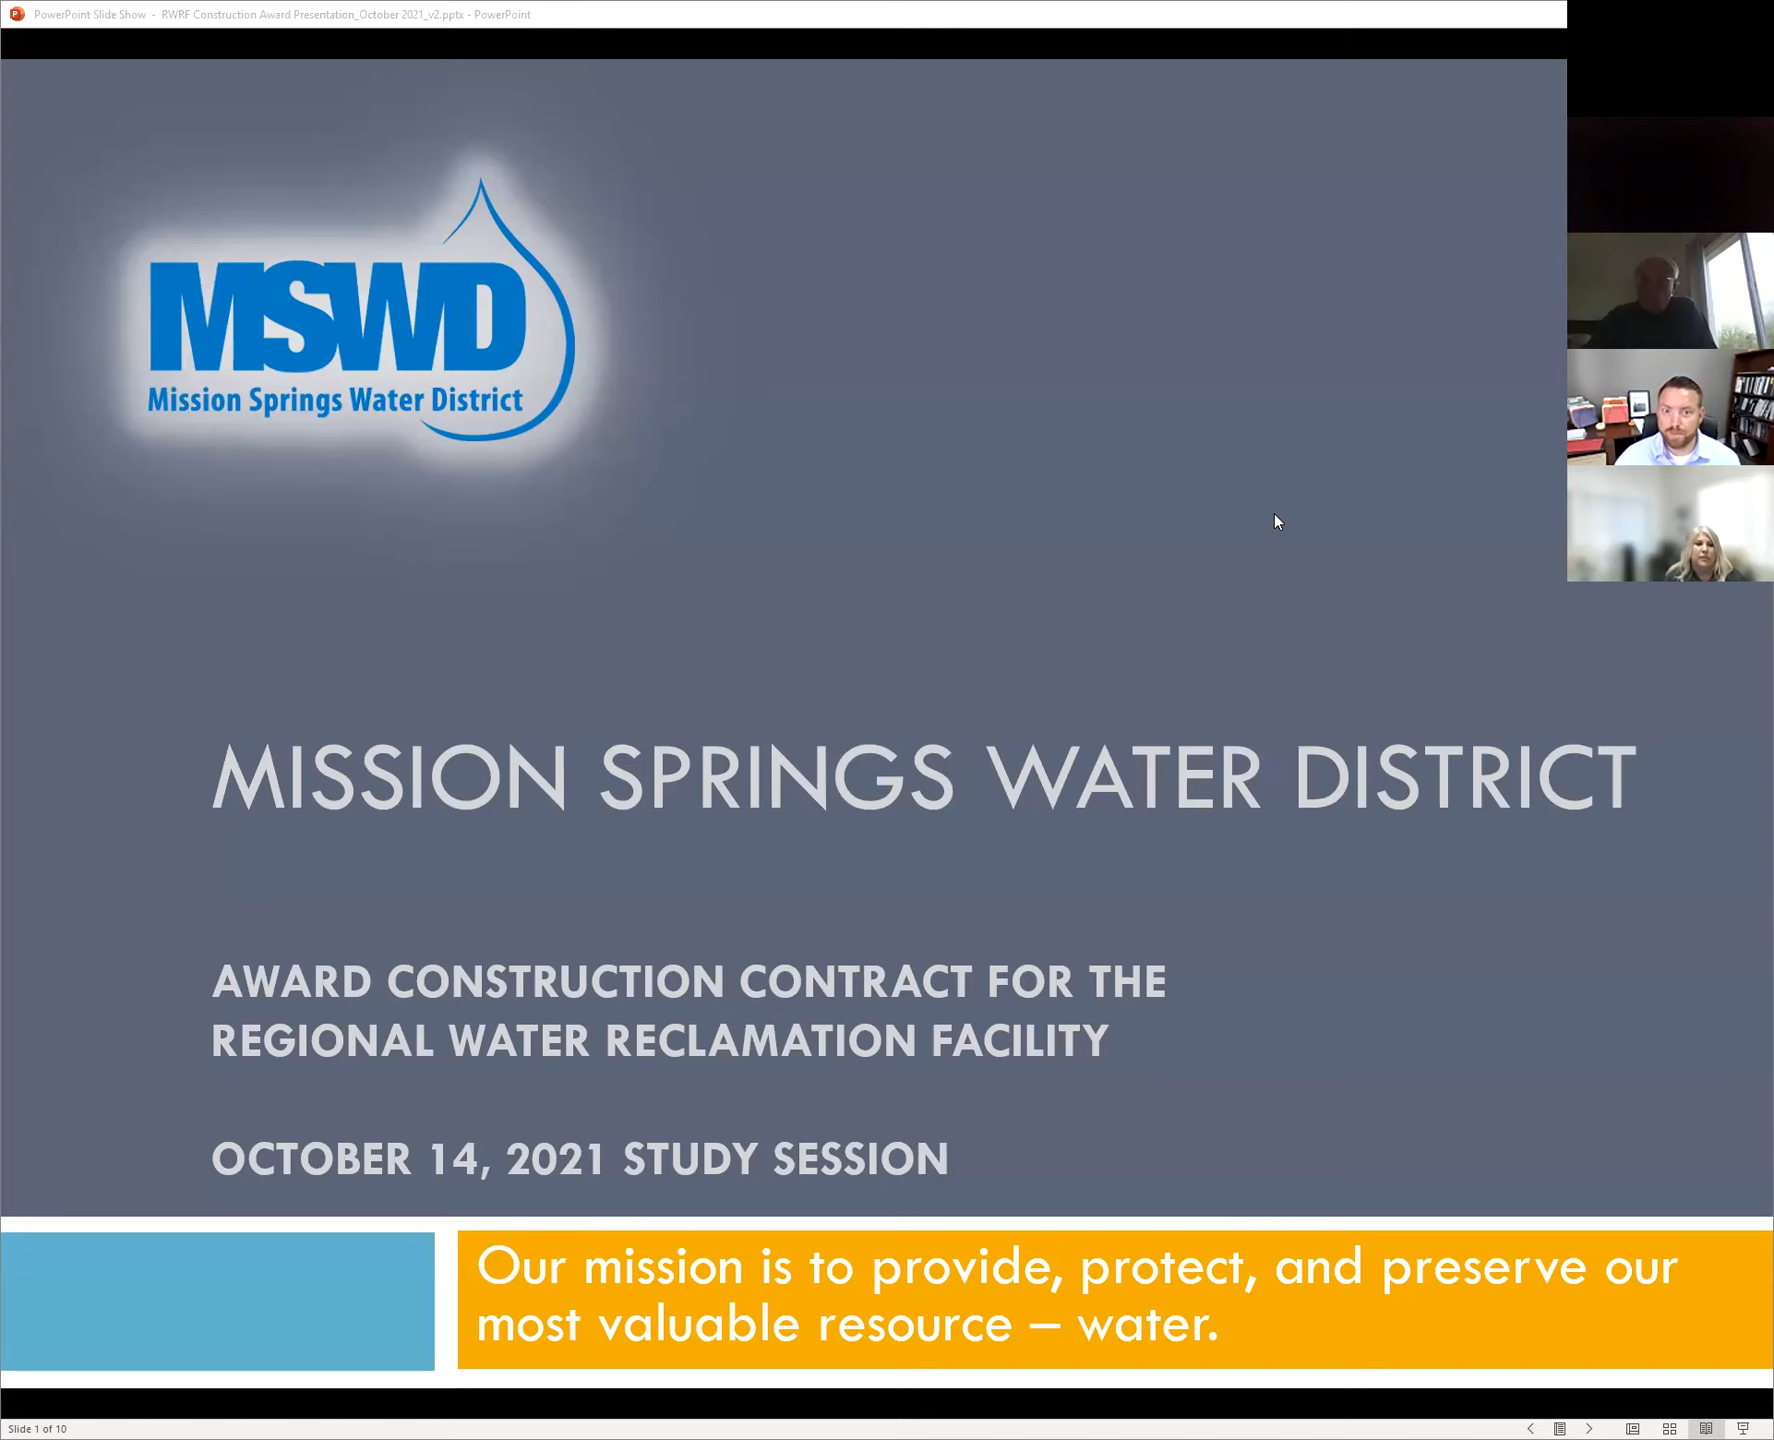 PowerPoint Slide Show - RWRF Construction Award Presentation_October 2021_v2.pptx - PowerPoint
MSWD
Mission Springs Water District
MISSION SPRINGS WATER DISTRICT
AWARD CONSTRUCTION CONTRACT FOR THE
REGIONAL WATER RECLAMATION FACILITY
OCTOBER 14, 2021 STUDY SESSION
Our mission is to provide, protect, and preserve our
most valuable resource – water.
Slide 1 of 10